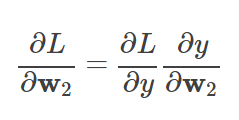 ∂L/∂𝐰₂ = ∂L/∂y ∂y/∂𝐰₂